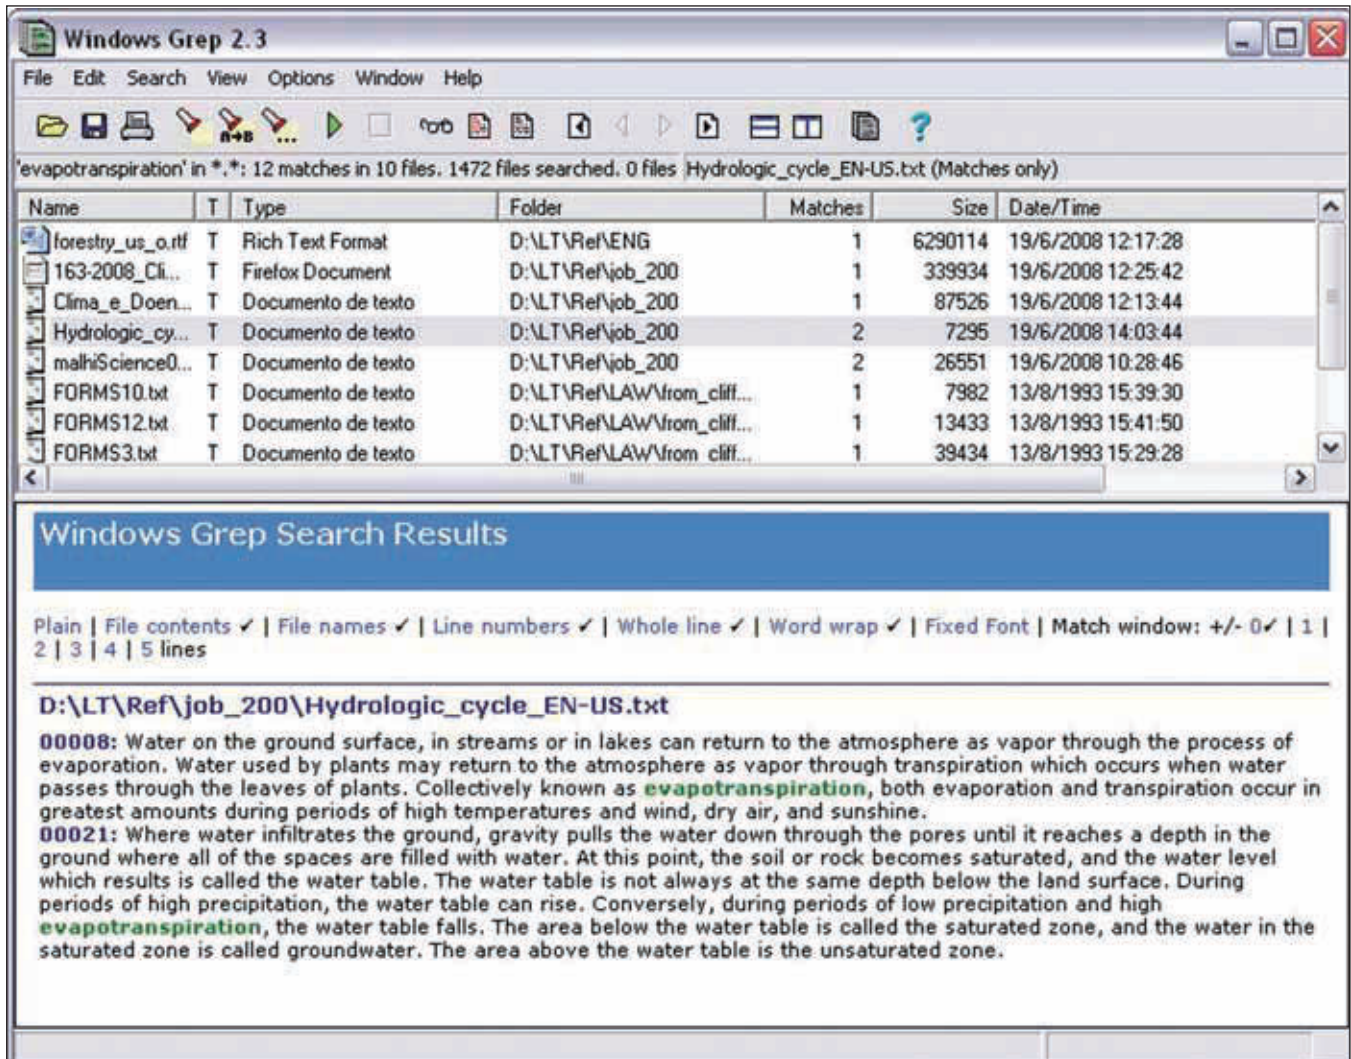 Windows Grep 2.3
File Edit Search View Options Window Help
A→B ...
'evapotranspiration' in *.*: 12 matches in 10 files. 1472 files searched. 0 files Hydrologic_cycle_EN-US.txt (Matches only)
Name T Type Folder Matches Size Date/Time
forestry_us_o.rtf T Rich Text Format D:\LT\Ref\ENG 1 6290114 19/6/2008 12:17:28
163-2008_Cli... T Firefox Document D:\LT\Ref\job_200 1 339934 19/6/2008 12:25:42
Clima_e_Doen... T Documento de texto D:\LT\Ref\job_200 1 87526 19/6/2008 12:13:44
Hydrologic_cy... T Documento de texto D:\LT\Ref\job_200 2 7295 19/6/2008 14:03:44
malhiScience0... T Documento de texto D:\LT\Ref\job_200 2 26551 19/6/2008 10:28:46
FORMS10.txt T Documento de texto D:\LT\Ref\LAW\from_cliff... 1 7982 13/8/1993 15:39:30
FORMS12.txt T Documento de texto D:\LT\Ref\LAW\from_cliff... 1 13433 13/8/1993 15:41:50
FORMS3.txt T Documento de texto D:\LT\Ref\LAW\from_cliff... 1 39434 13/8/1993 15:29:28
Windows Grep Search Results
Plain | File contents ✓ | File names ✓ | Line numbers ✓ | Whole line ✓ | Word wrap ✓ | Fixed Font | Match window: +/- 0✓ | 1 |
2 | 3 | 4 | 5 lines
D:\LT\Ref\job_200\Hydrologic_cycle_EN-US.txt
00008: Water on the ground surface, in streams or in lakes can return to the atmosphere as vapor through the process of
evaporation. Water used by plants may return to the atmosphere as vapor through transpiration which occurs when water
passes through the leaves of plants. Collectively known as evapotranspiration, both evaporation and transpiration occur in
greatest amounts during periods of high temperatures and wind, dry air, and sunshine.
00021: Where water infiltrates the ground, gravity pulls the water down through the pores until it reaches a depth in the
ground where all of the spaces are filled with water. At this point, the soil or rock becomes saturated, and the water level
which results is called the water table. The water table is not always at the same depth below the land surface. During
periods of high precipitation, the water table can rise. Conversely, during periods of low precipitation and high
evapotranspiration, the water table falls. The area below the water table is called the saturated zone, and the water in the
saturated zone is called groundwater. The area above the water table is the unsaturated zone.